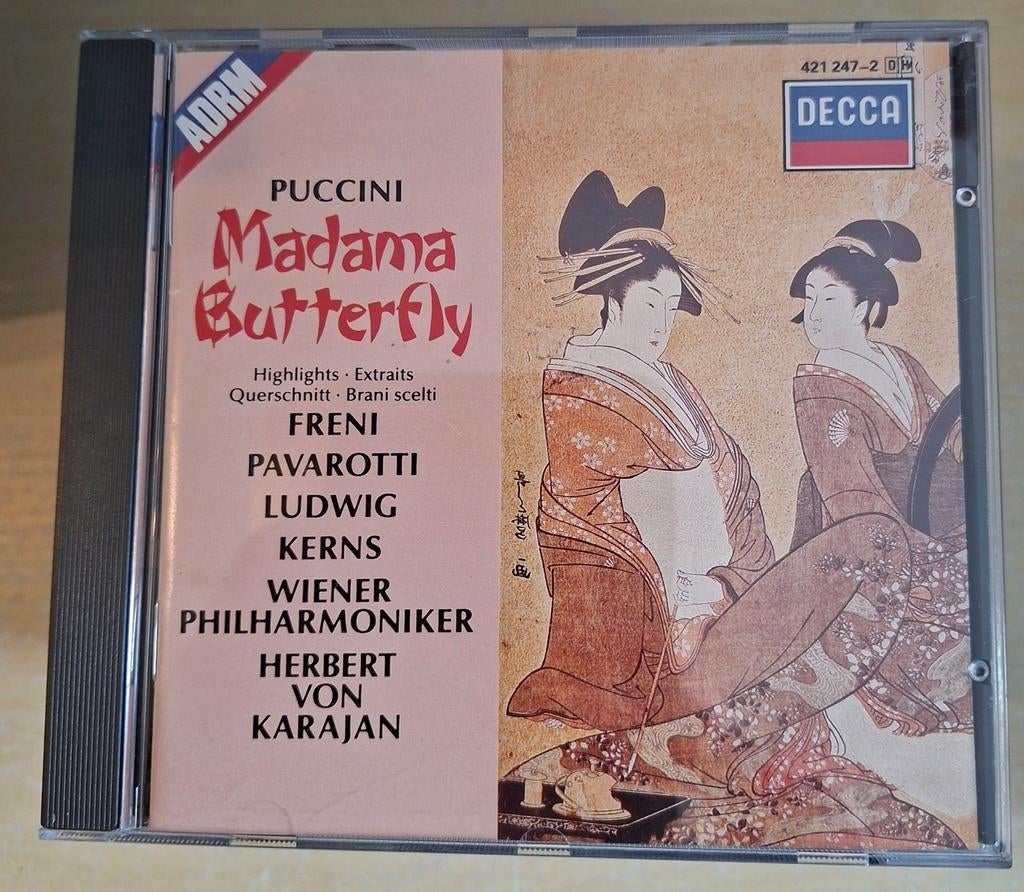 ADRM
421 247-2 DH
DECCA
PUCCINI
Madama
Butterfly
Highlights · Extraits
Querschnitt · Brani scelti
FRENI
PAVAROTTI
LUDWIG
KERNS
WIENER
PHILHARMONIKER
HERBERT
VON
KARAJAN